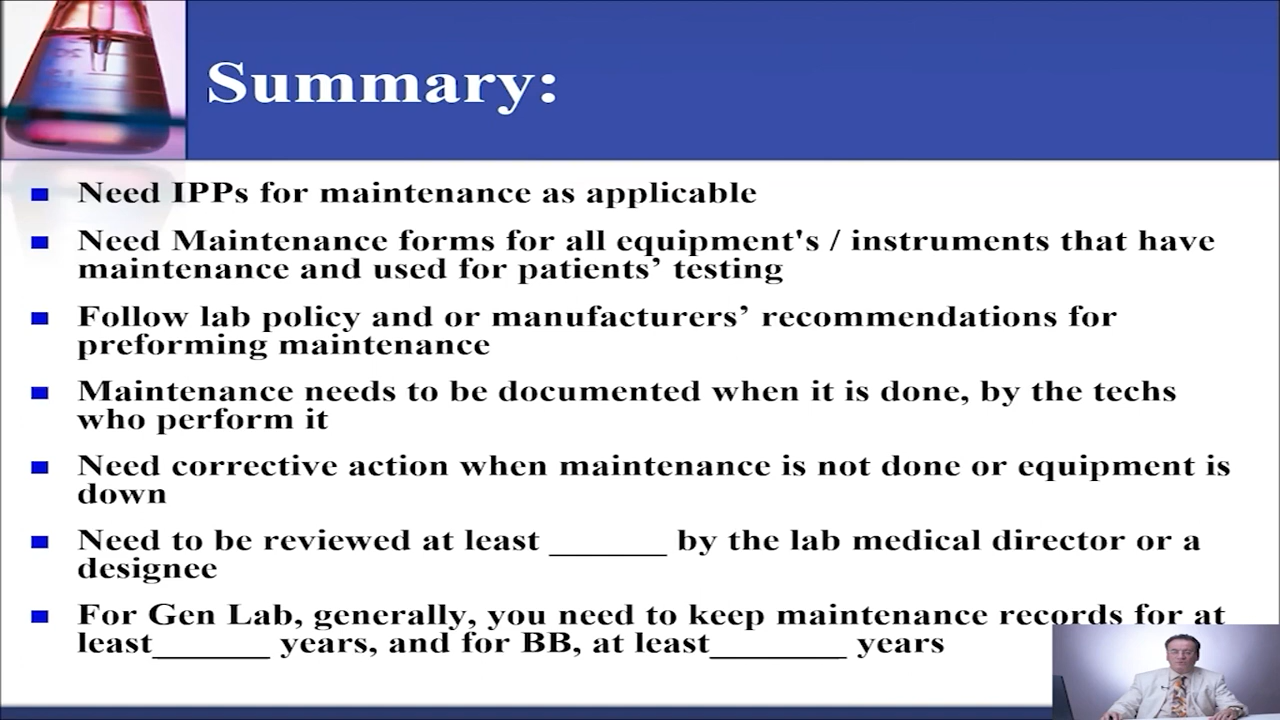 Summary:
Need IPPs for maintenance as applicable
Need Maintenance forms for all equipment's / instruments that have
maintenance and used for patients’ testing
Follow lab policy and or manufacturers’ recommendations for
preforming maintenance
Maintenance needs to be documented when it is done, by the techs
who perform it
Need corrective action when maintenance is not done or equipment is
down
Need to be reviewed at least _______ by the lab medical director or a
designee
For Gen Lab, generally, you need to keep maintenance records for at
least_______ years, and for BB, at least________ years